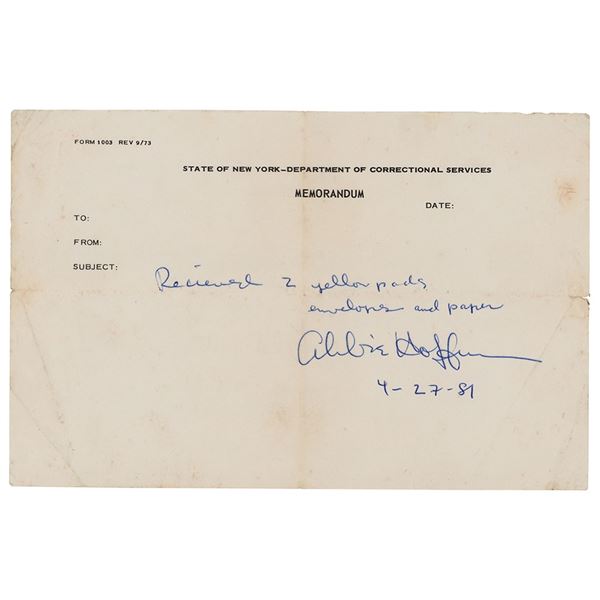 FORM 1003 REV 9/73
STATE OF NEW YORK–DEPARTMENT OF CORRECTIONAL SERVICES
MEMORANDUM
DATE:
TO:
FROM:
SUBJECT:
Recieved 2 yellow pads
envelopes and paper
Abbie Hoffman
4-27-81